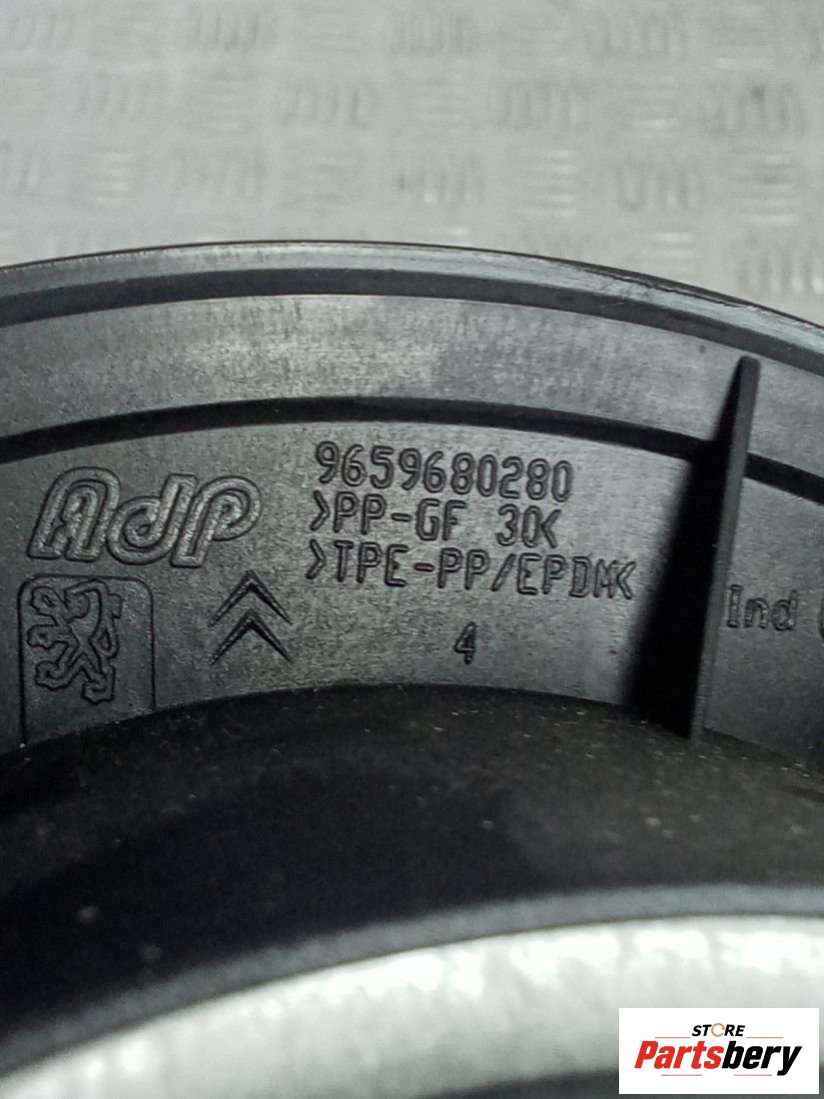 AdP
9659680280
>PP-GF 30<
>TPE-PP/EPDM<
4
Ind
STORE
Partsbery